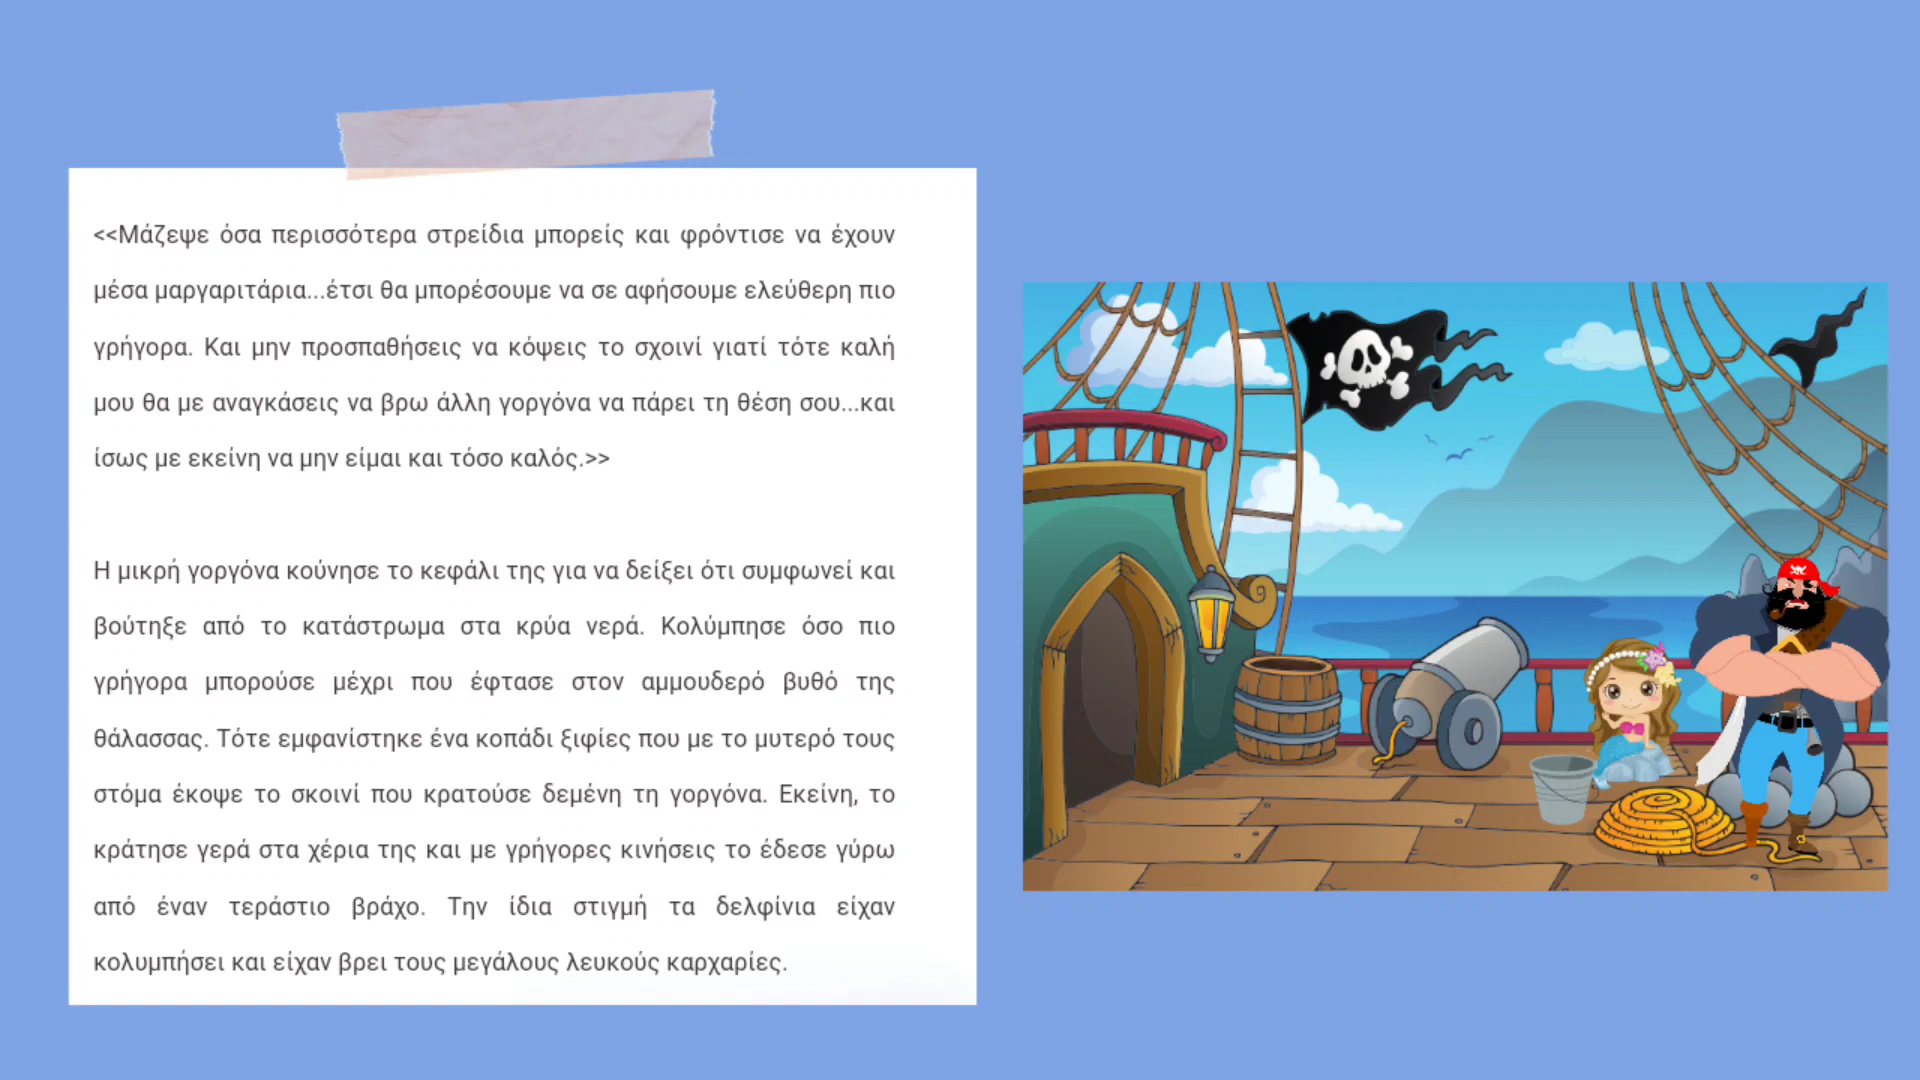 <<Μάζεψε όσα περισσότερα στρείδια μπορείς και φρόντισε να έχουν
μέσα μαργαριτάρια...έτσι θα μπορέσουμε να σε αφήσουμε ελεύθερη πιο
γρήγορα. Και μην προσπαθήσεις να κόψεις το σχοινί γιατί τότε καλή
μου θα με αναγκάσεις να βρω άλλη γοργόνα να πάρει τη θέση σου...και
ίσως με εκείνη να μην είμαι και τόσο καλός.>>
Η μικρή γοργόνα κούνησε το κεφάλι της για να δείξει ότι συμφωνεί και
βούτηξε από το κατάστρωμα στα κρύα νερά. Κολύμπησε όσο πιο
γρήγορα μπορούσε μέχρι που έφτασε στον αμμουδερό βυθό της
θάλασσας. Τότε εμφανίστηκε ένα κοπάδι ξιφίες που με το μυτερό τους
στόμα έκοψε το σκοινί που κρατούσε δεμένη τη γοργόνα. Εκείνη, το
κράτησε γερά στα χέρια της και με γρήγορες κινήσεις το έδεσε γύρω
από έναν τεράστιο βράχο. Την ίδια στιγμή τα δελφίνια είχαν
κολυμπήσει και είχαν βρει τους μεγάλους λευκούς καρχαρίες.